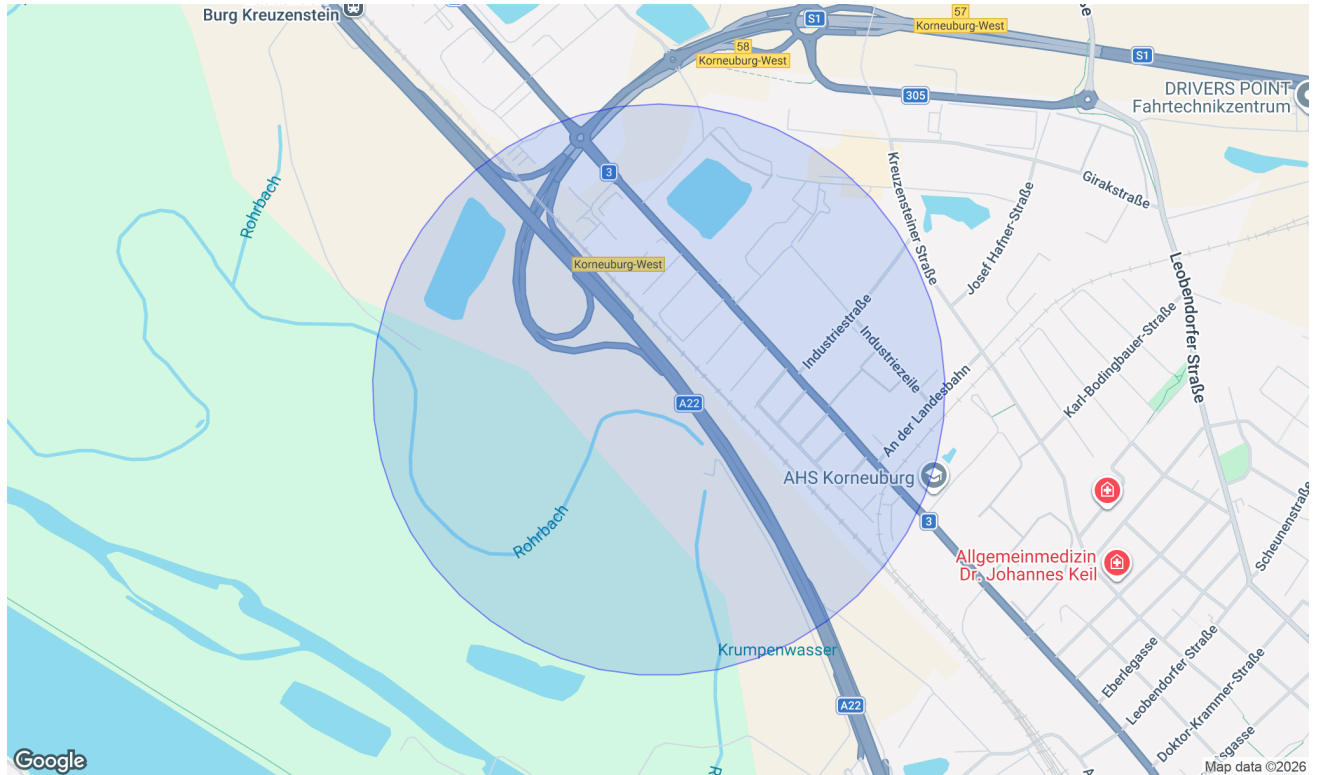 Burg Kreuzenstein
S1
57
Korneuburg-West
58
Korneuburg-West
S1
305
DRIVERS POINT
Fahrtechnikzentrum
3
Kreuzensteiner Straße
Girakstraße
Rohrbach
Josef Hafner-Straße
Leobendorfer Straße
Korneuburg-West
Industriestraße
Industriezeile
Karl-Bodingbauer-Straße
A22
An der Landesbahn
AHS Korneuburg
3
Rohrbach
Scheunenstraße
Allgemeinmedizin
Dr. Johannes Keil
Krumpenwasser
Eberlegasse
Leobendorfer Straße
Doktor-Krammer-Straße
A22
Google
Map data ©2026